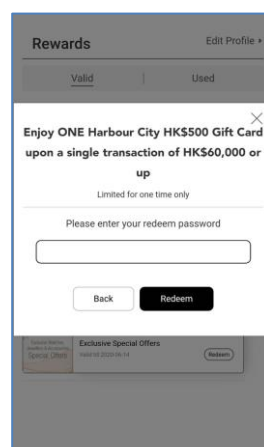 Rewards
Edit Profile
Valid | Used
Enjoy ONE Harbour City HK$500 Gift Card
upon a single transaction of HK$60,000 or
up
Limited for one time only
Please enter your redeem password
Back Redeem
Special Offers
Exclusive Special Offers
Redeem